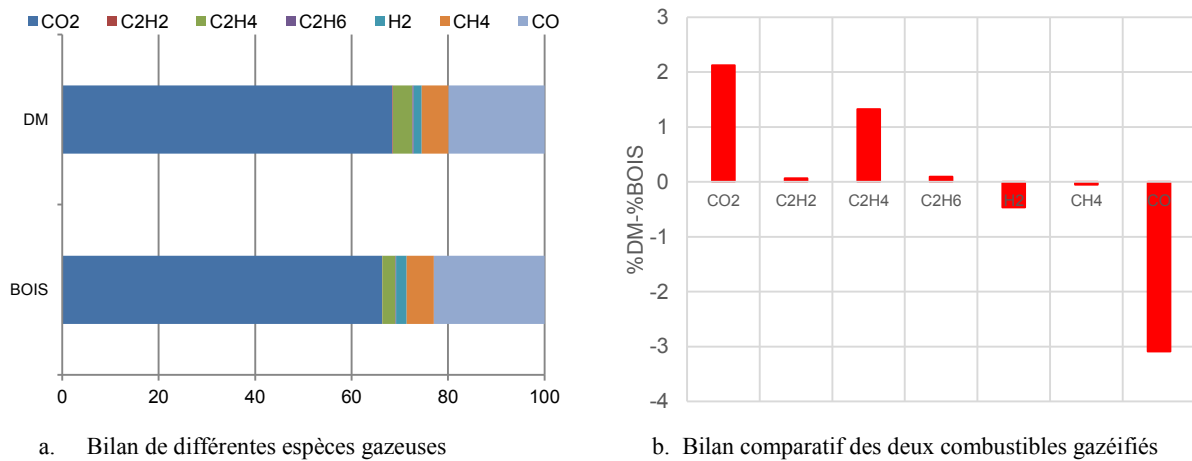 CO2 C2H2 C2H4 C2H6 H2 CH4 CO
DM
BOIS
0 20 40 60 80 100
a. Bilan de différentes espèces gazeuses
3
2
1
0
-1
-2
-3
-4
%DM-%BOIS
CO2 C2H2 C2H4 C2H6 H2 CH4 CO
b. Bilan comparatif des deux combustibles gazéifiés